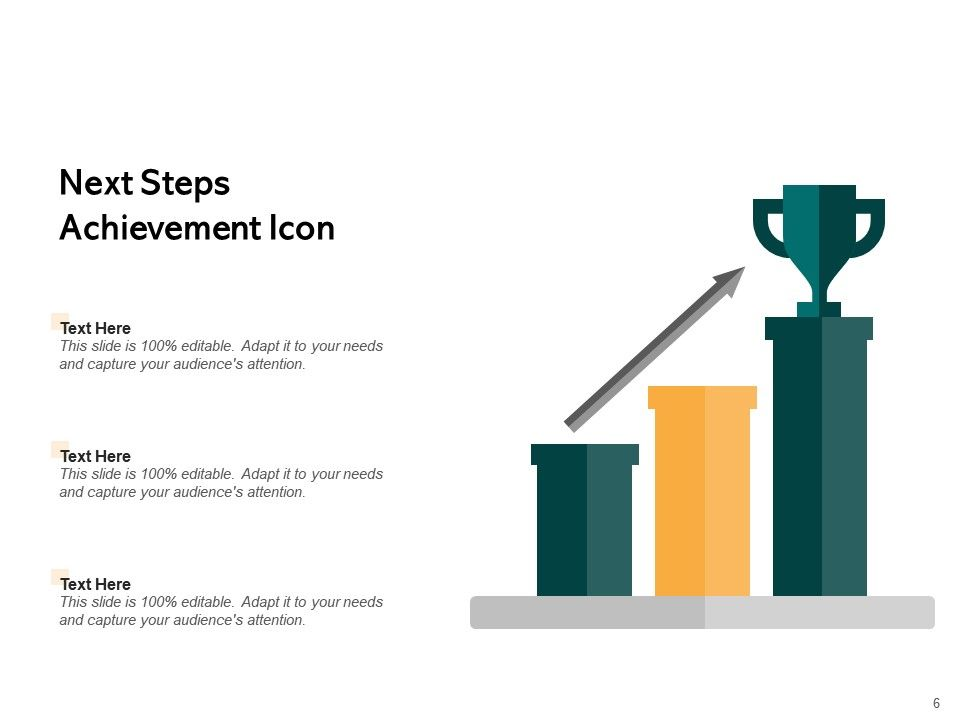 Next Steps
Achievement Icon
Text Here
This slide is 100% editable. Adapt it to your needs
and capture your audience's attention.
Text Here
This slide is 100% editable. Adapt it to your needs
and capture your audience's attention.
Text Here
This slide is 100% editable. Adapt it to your needs
and capture your audience's attention.
6